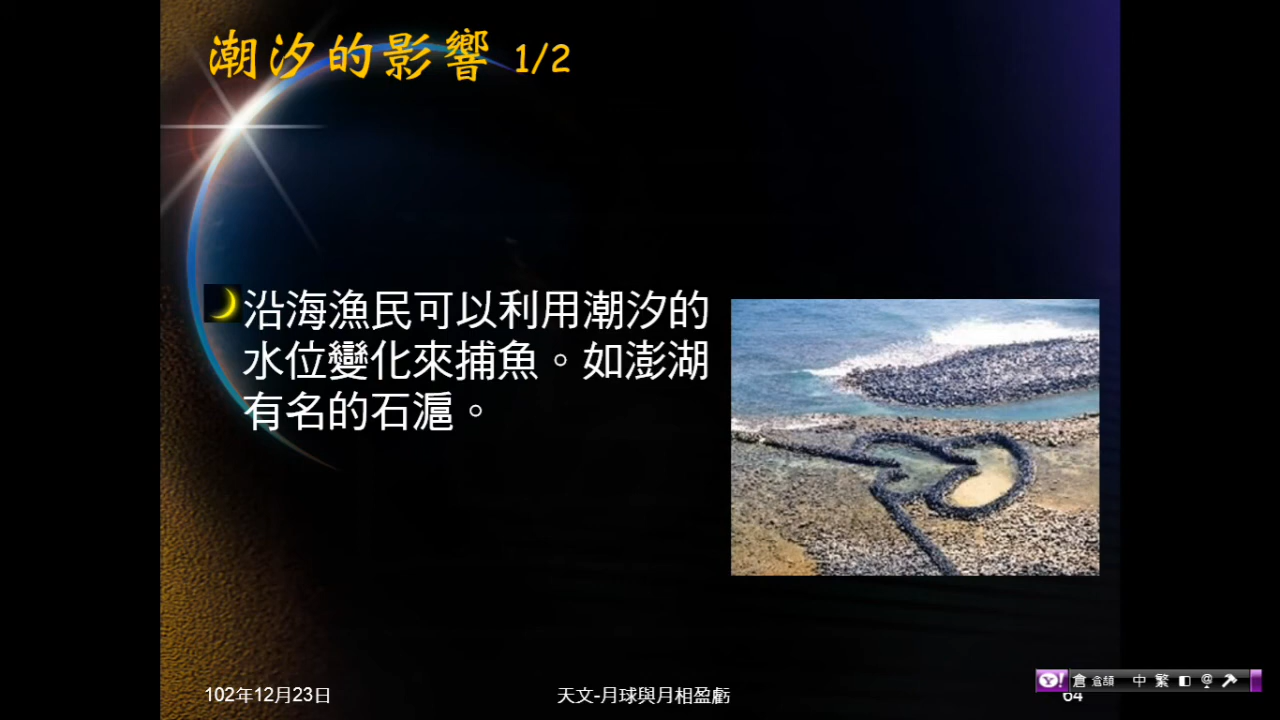 潮汐的影響 1/2
沿海漁民可以利用潮汐的
水位變化來捕魚。如澎湖
有名的石滬。
102年12月23日
天文-月球與月相盈虧
64
Y! 倉 倉頡 中 繁